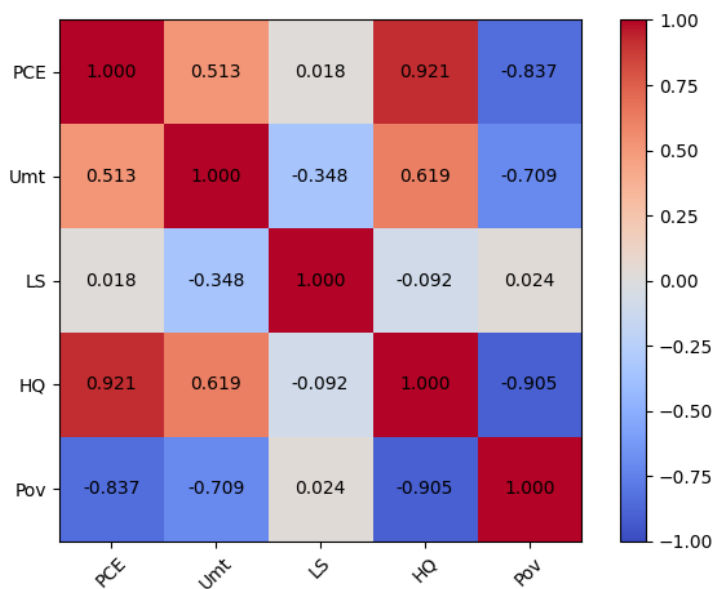 PCE 1.000 0.513 0.018 0.921 -0.837
Umt 0.513 1.000 -0.348 0.619 -0.709
LS 0.018 -0.348 1.000 -0.092 0.024
HQ 0.921 0.619 -0.092 1.000 -0.905
Pov -0.837 -0.709 0.024 -0.905 1.000
PCE Umt LS HQ Pov
1.00
0.75
0.50
0.25
0.00
−0.25
−0.50
−0.75
−1.00